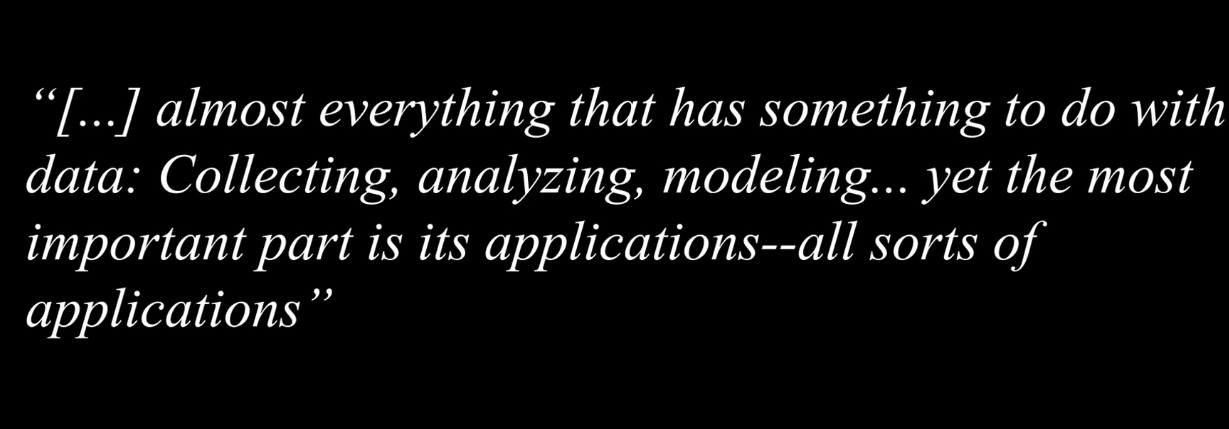 “[...] almost everything that has something to do with
data: Collecting, analyzing, modeling... yet the most
important part is its applications--all sorts of
applications”